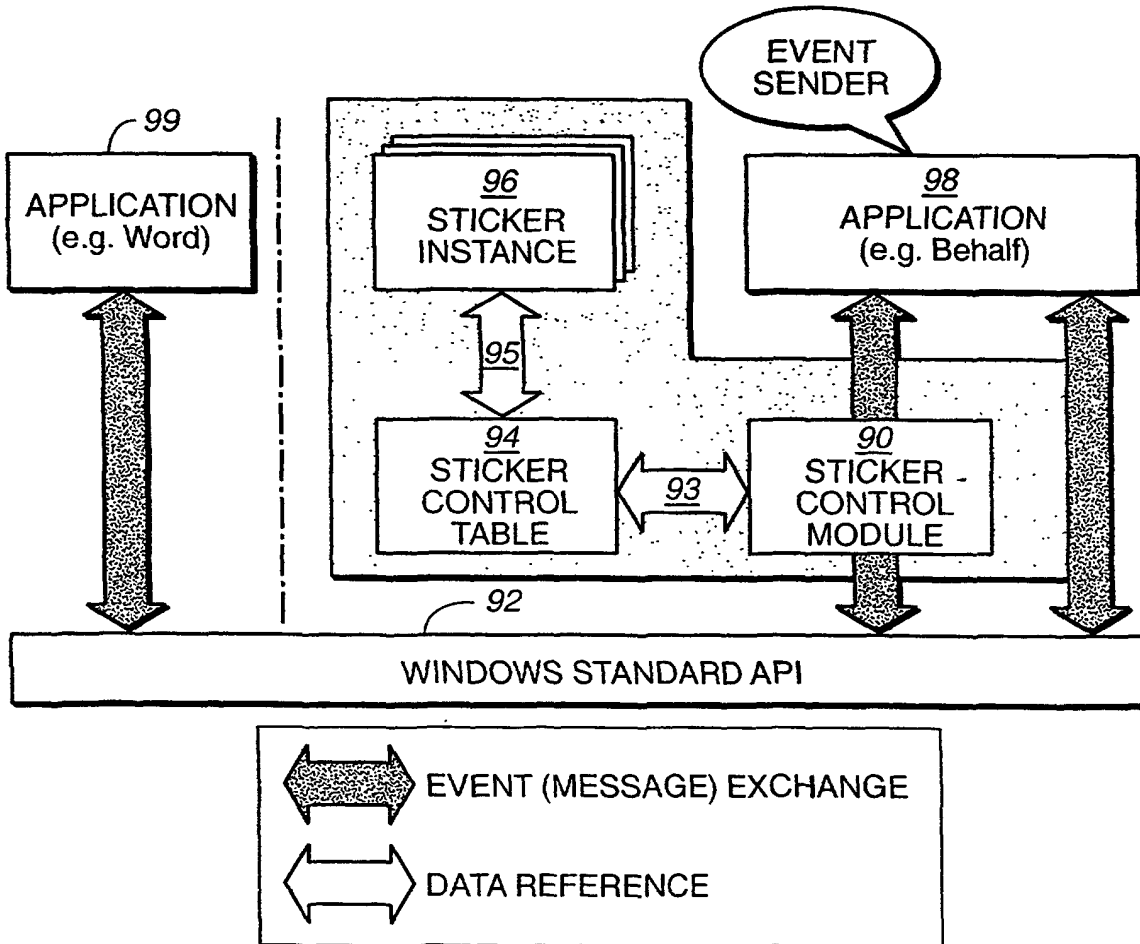 EVENT
SENDER
99
APPLICATION
(e.g. Word)
96
STICKER
INSTANCE
98
APPLICATION
(e.g. Behalf)
95
94
STICKER
CONTROL
TABLE
93
90
STICKER
CONTROL
MODULE
92
WINDOWS STANDARD API
EVENT (MESSAGE) EXCHANGE
DATA REFERENCE